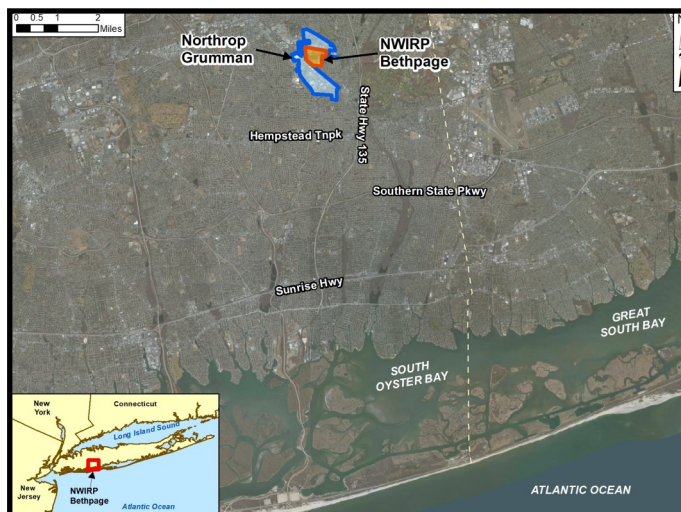 0 0.5 1 2
Miles
Northrop
Grumman
NWIRP
Bethpage
N
State Hwy 135
Hempstead Tnpk
Southern State Pkwy
Sunrise Hwy
GREAT
SOUTH BAY
SOUTH
OYSTER BAY
ATLANTIC OCEAN
New
York
Connecticut
Long Island Sound
New
Jersey
NWIRP
Bethpage
Atlantic Ocean